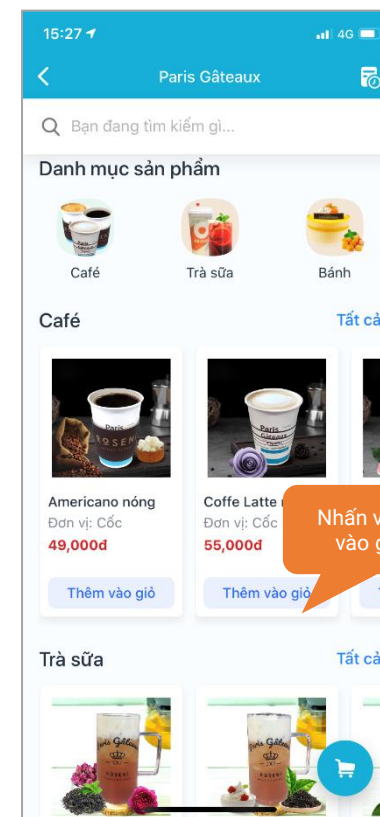 15:27
4G
Paris Gâteaux
Bạn đang tìm kiếm gì...
Danh mục sản phẩm
Café Trà sữa Bánh
Café Tất cả
Americano nóng Coffe Latte
Đơn vị: Cốc Đơn vị: Cốc
49,000đ 55,000đ
Nhấn
vào
Thêm vào giỏ Thêm vào giỏ
Trà sữa Tất cả